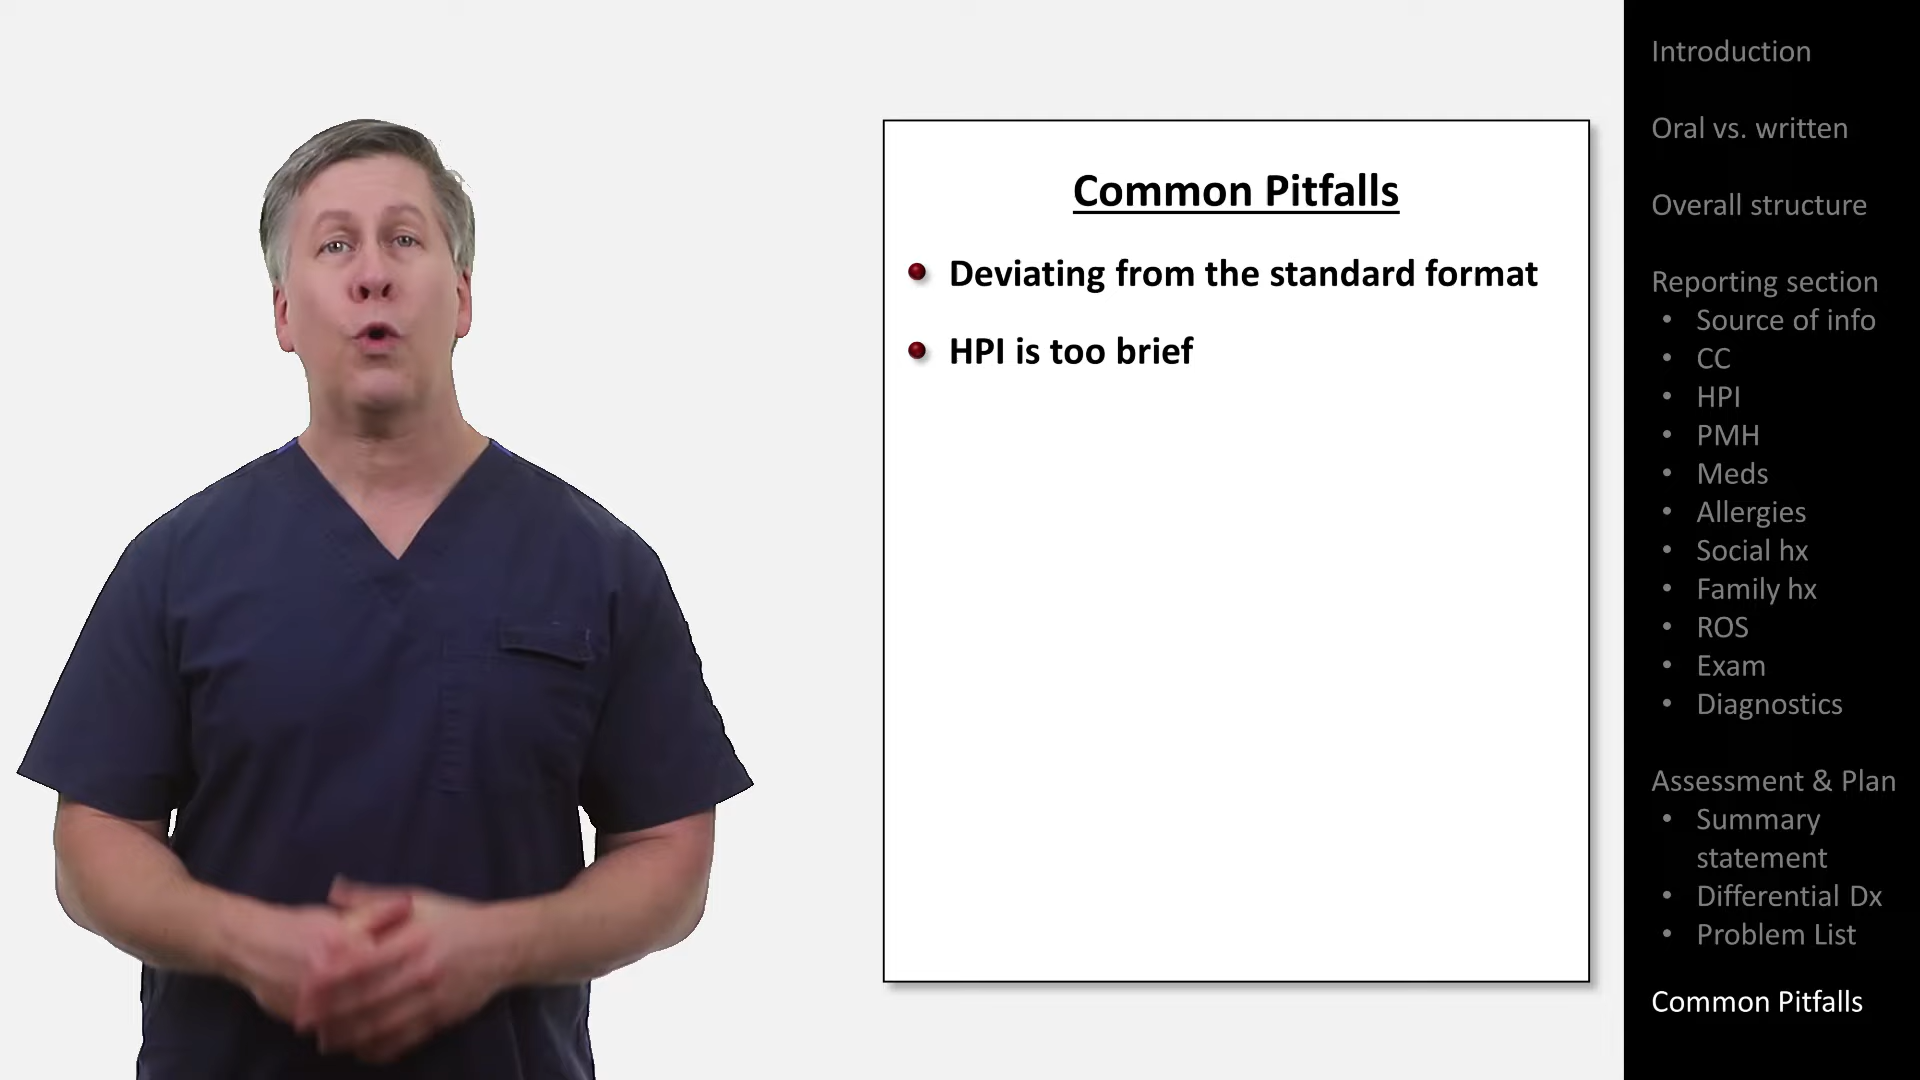 Common Pitfalls
Deviating from the standard format
HPI is too brief
Introduction
Oral vs. written
Overall structure
Reporting section
• Source of info
• CC
• HPI
• PMH
• Meds
• Allergies
• Social hx
• Family hx
• ROS
• Exam
• Diagnostics
Assessment & Plan
• Summary
statement
• Differential Dx
• Problem List
Common Pitfalls